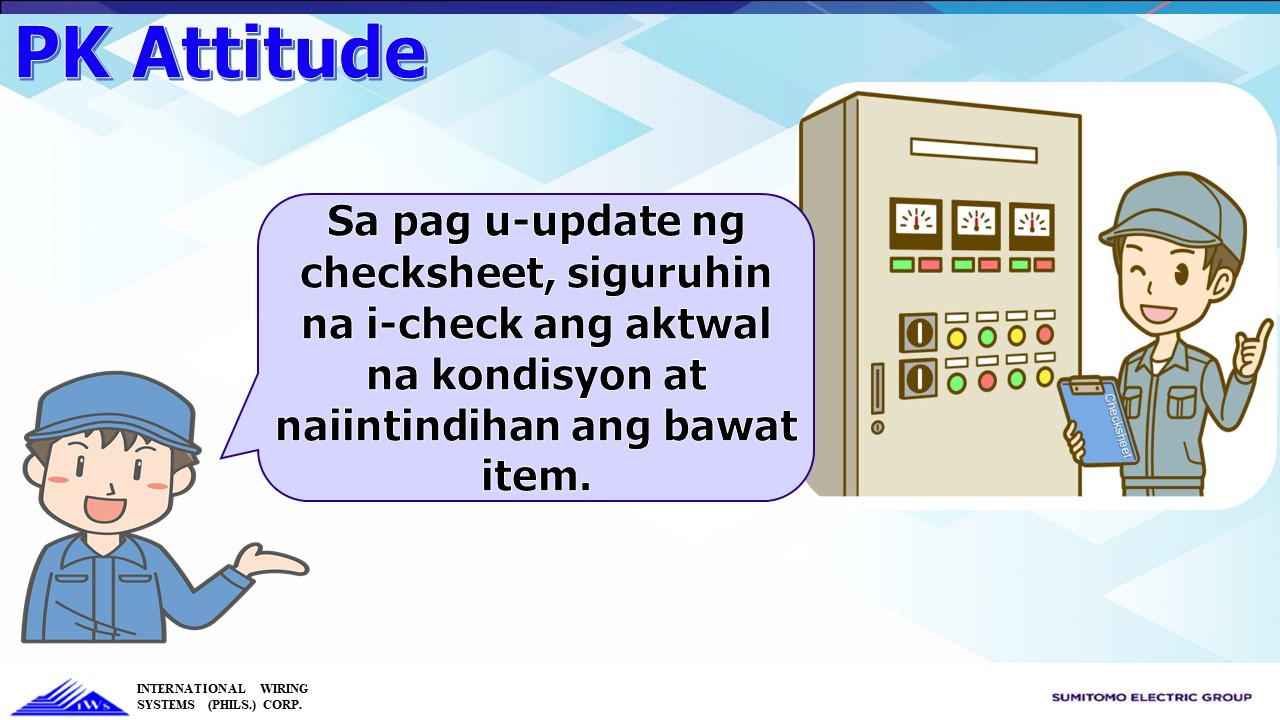 PK Attitude
Sa pag u-update ng
checksheet, siguruhin
na i-check ang aktwal
na kondisyon at
naiintindihan ang bawat
item.
Checksheet
IWS
INTERNATIONAL WIRING
SYSTEMS (PHILS.) CORP.
SUMITOMO ELECTRIC GROUP